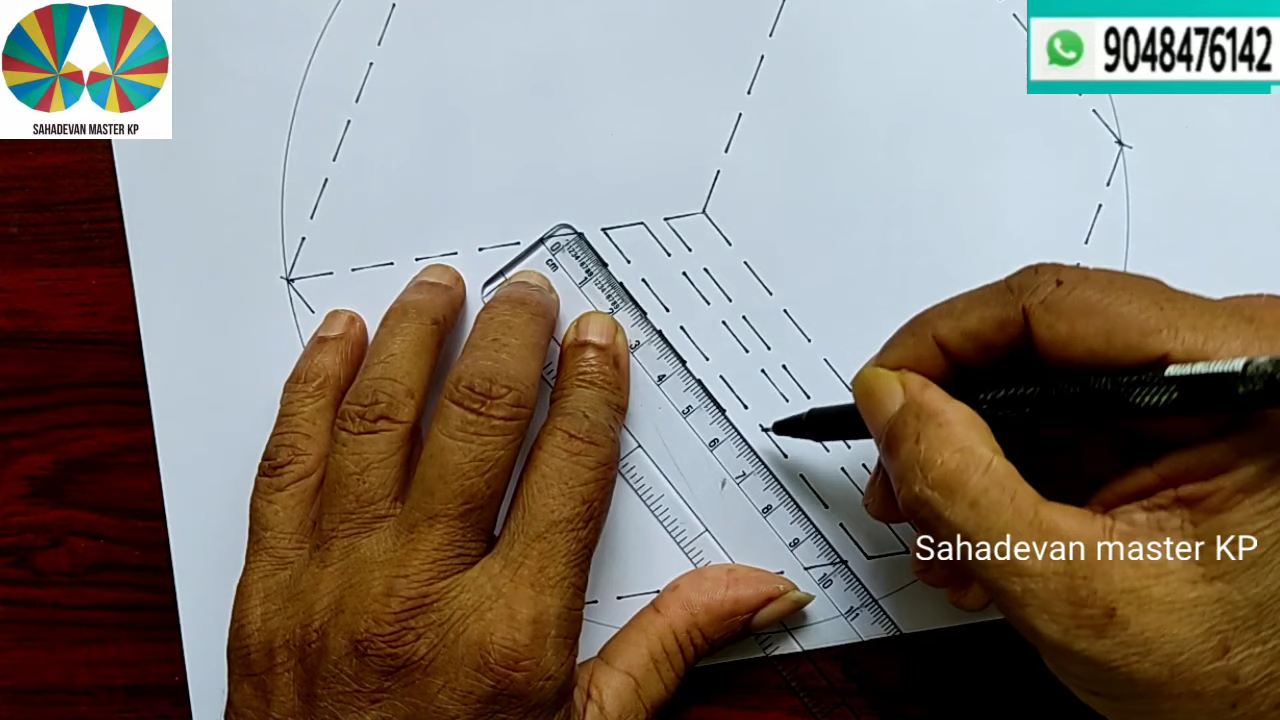 SAHADEVAN MASTER KP
9048476142
0 1 2 3 4 5 6 7 8 9 10 11
cm
Sahadevan master KP